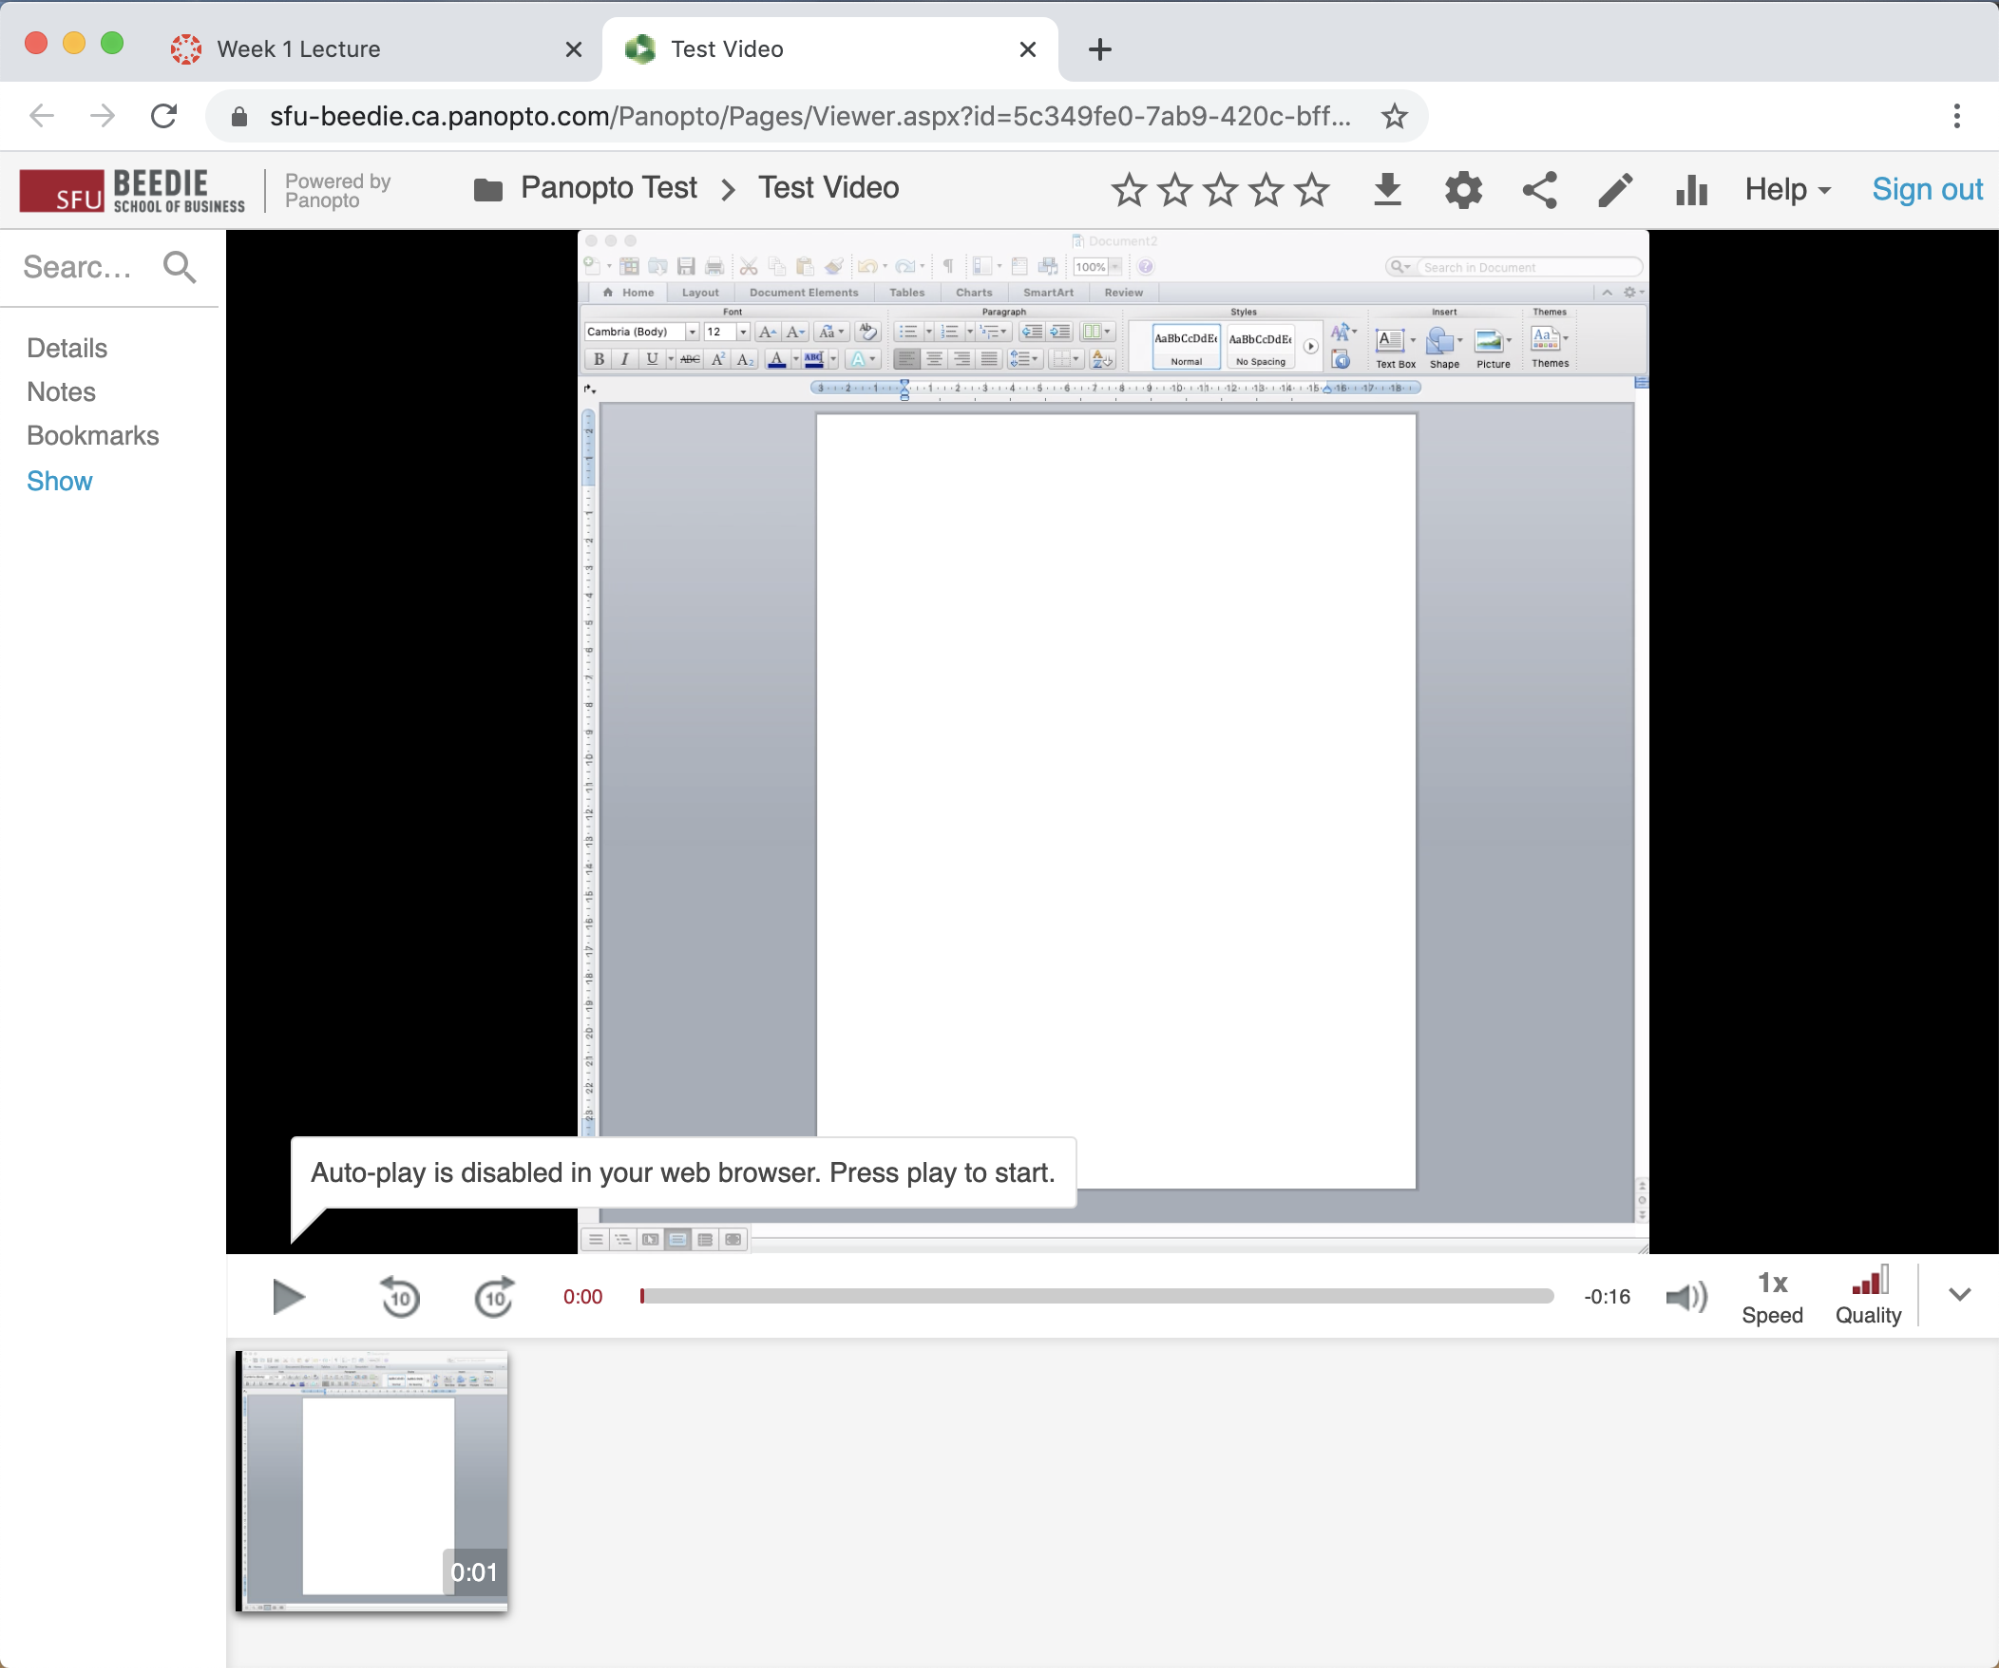 Week 1 Lecture
Test Video
sfu-beedie.ca.panopto.com/Panopto/Pages/Viewer.aspx?id=5c349fe0-7ab9-420c-bff...
SFU BEEDIE SCHOOL OF BUSINESS
Powered by Panopto
Panopto Test > Test Video
Help
Sign out
Searc...
Details
Notes
Bookmarks
Show
Document2
100%
Search in Document
Home Layout Document Elements Tables Charts SmartArt Review
Font Paragraph Styles Insert Themes
Cambria (Body) 12
AaBbCcDdEe AaBbCcDdEe
Normal No Spacing
Text Box Shape Picture Themes
Auto-play is disabled in your web browser. Press play to start.
10 10 0:00 -0:16
1x
Speed
Quality
0:01